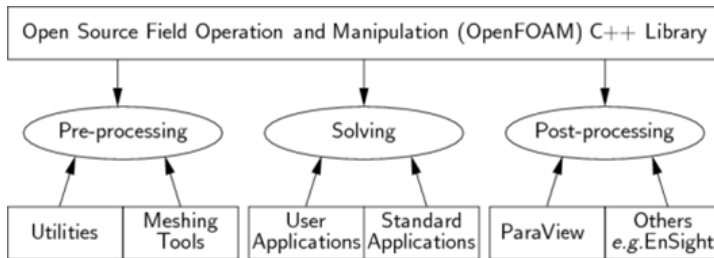 Open Source Field Operation and Manipulation (OpenFOAM) C++ Library
Pre-processing
Solving
Post-processing
Utilities
Meshing
Tools
User
Applications
Standard
Applications
ParaView
Others
e.g.EnSight